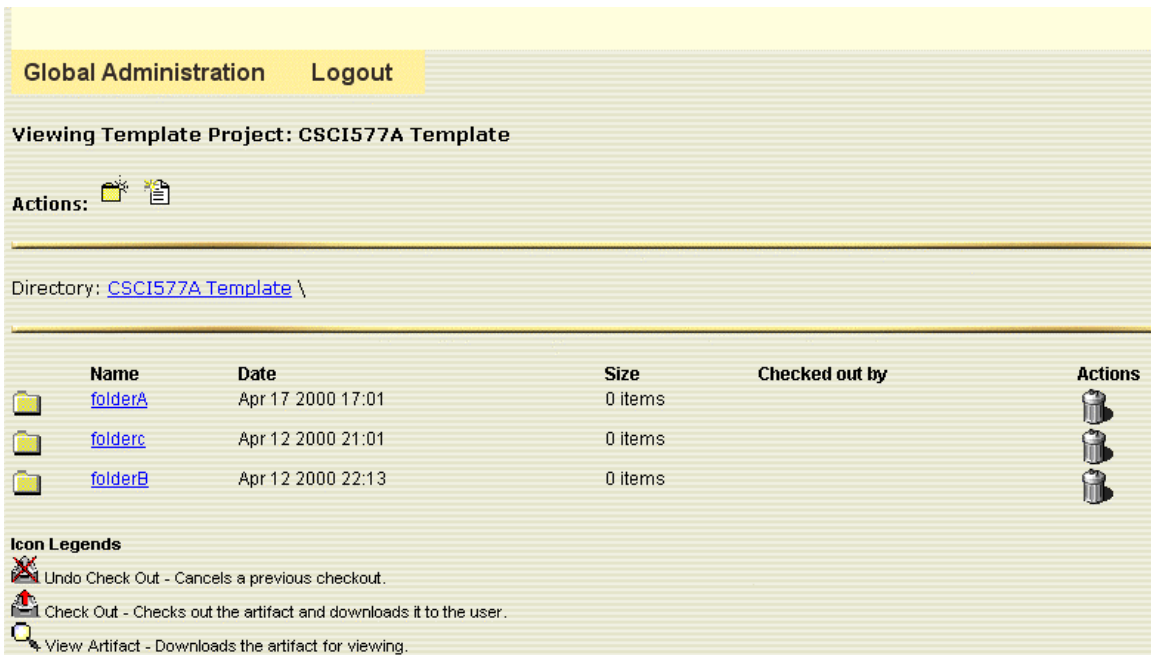 Global Administration Logout
Viewing Template Project: CSCI577A Template
Actions:
Directory: CSCI577A Template \
Name Date Size Checked out by Actions
folderA Apr 17 2000 17:01 0 items
folderc Apr 12 2000 21:01 0 items
folderB Apr 12 2000 22:13 0 items
Icon Legends
Undo Check Out - Cancels a previous checkout.
Check Out - Checks out the artifact and downloads it to the user.
View Artifact - Downloads the artifact for viewing.